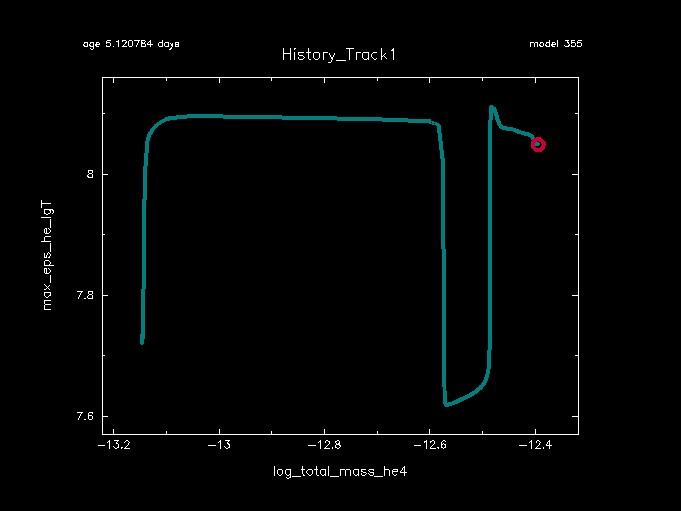 age 5.120784 days
model 355
History_Track1
max_eps_he_lgT
8
7.8
7.6
−13.2
−13
−12.8
−12.6
−12.4
log_total_mass_he4